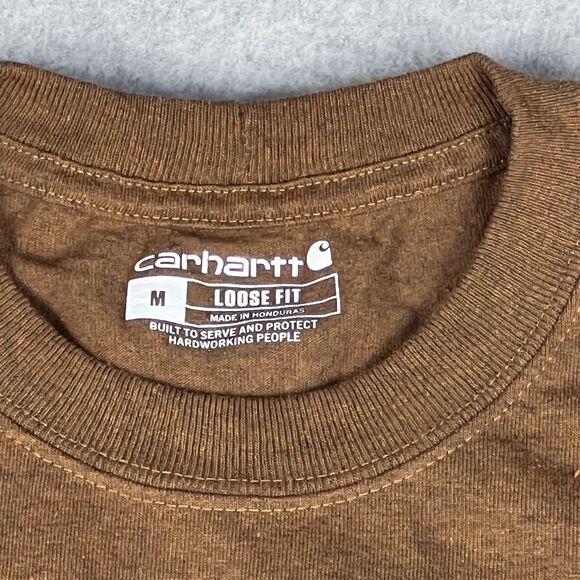 carhartt
M LOOSE FIT
MADE IN HONDURAS
BUILT TO SERVE AND PROTECT
HARDWORKING PEOPLE